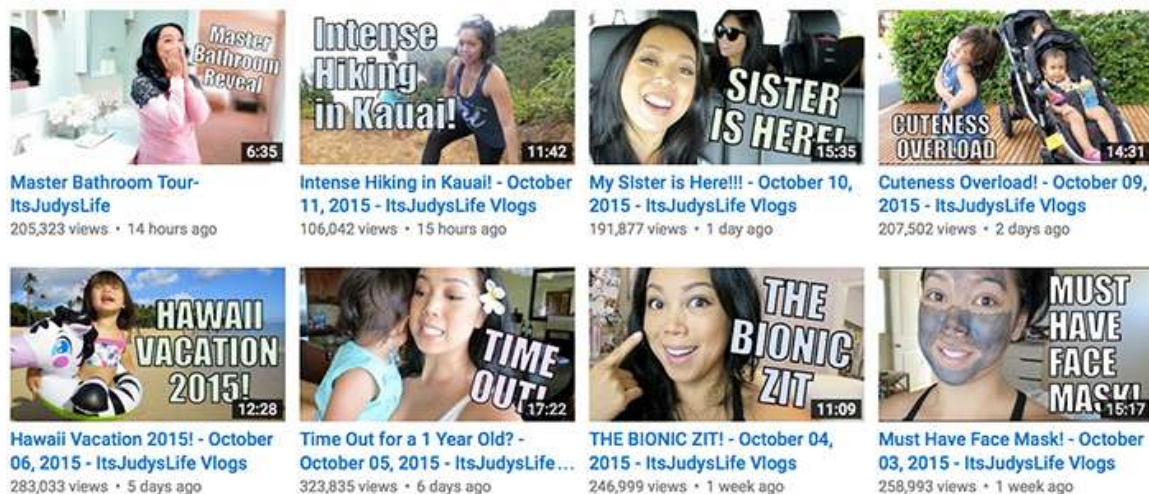 Master
Bathroom
Reveal
6:35
Master Bathroom Tour-
ItsJudysLife
205,323 views • 14 hours ago
Intense
Hiking
in Kauai!
11:42
Intense Hiking in Kauai! - October
11, 2015 - ItsJudysLife Vlogs
106,042 views • 15 hours ago
SISTER
IS HERE!
15:35
My Sister is Here!!! - October 10,
2015 - ItsJudysLife Vlogs
191,877 views • 1 day ago
CUTENESS
OVERLOAD
14:31
Cuteness Overload! - October 09,
2015 - ItsJudysLife Vlogs
207,502 views • 2 days ago
HAWAII
VACATION
2015!
12:28
Hawaii Vacation 2015! - October
06, 2015 - ItsJudysLife Vlogs
283,033 views • 5 days ago
TIME
OUT!
17:22
Time Out for a 1 Year Old? -
October 05, 2015 - ItsJudysLife...
323,835 views • 6 days ago
THE
BIONIC
ZIT
11:09
THE BIONIC ZIT! - October 04,
2015 - ItsJudysLife Vlogs
246,999 views • 1 week ago
MUST
HAVE
FACE
MASK!
15:17
Must Have Face Mask! - October
03, 2015 - ItsJudysLife Vlogs
258,993 views • 1 week ago